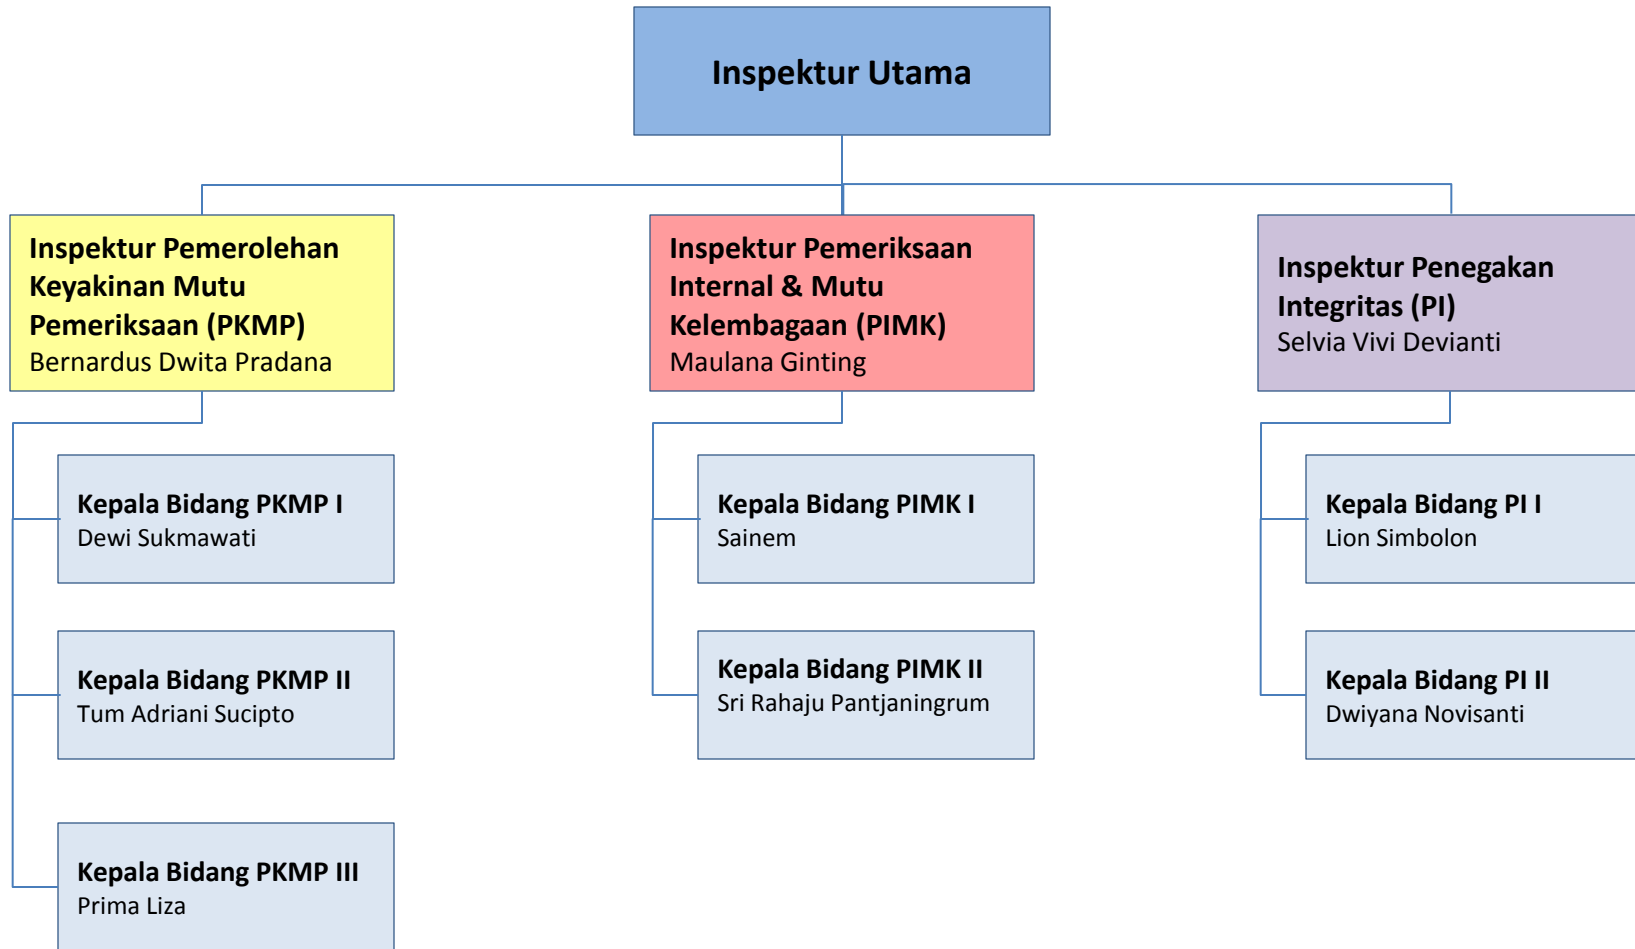 Inspektur Utama
Inspektur Pemerolehan
Keyakinan Mutu
Pemeriksaan (PKMP)
Bernardus Dwita Pradana
Inspektur Pemeriksaan
Internal & Mutu
Kelembagaan (PIMK)
Maulana Ginting
Inspektur Penegakan
Integritas (PI)
Selvia Vivi Devianti
Kepala Bidang PKMP I
Dewi Sukmawati
Kepala Bidang PIMK I
Sainem
Kepala Bidang PI I
Lion Simbolon
Kepala Bidang PKMP II
Tum Adriani Sucipto
Kepala Bidang PIMK II
Sri Rahaju Pantjaningrum
Kepala Bidang PI II
Dwiyana Novisanti
Kepala Bidang PKMP III
Prima Liza